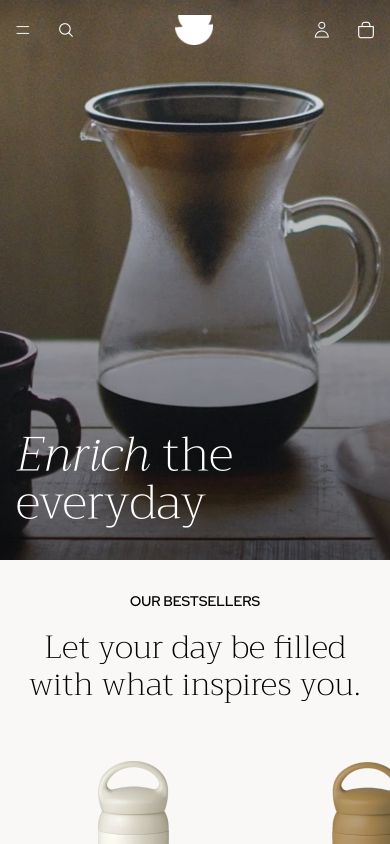 Enrich the
everyday
OUR BESTSELLERS
Let your day be filled
with what inspires you.